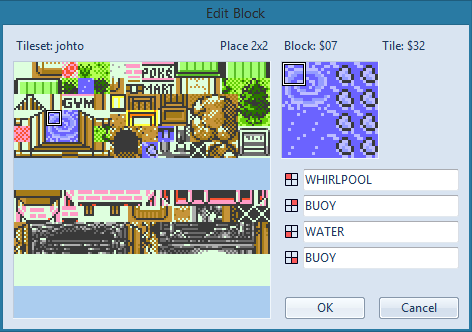 Edit Block
Tileset: johto
Place 2x2
Block: $07
Tile: $32
POKé
MART
GYM
WHIRLPOOL
BUOY
WATER
BUOY
OK
Cancel